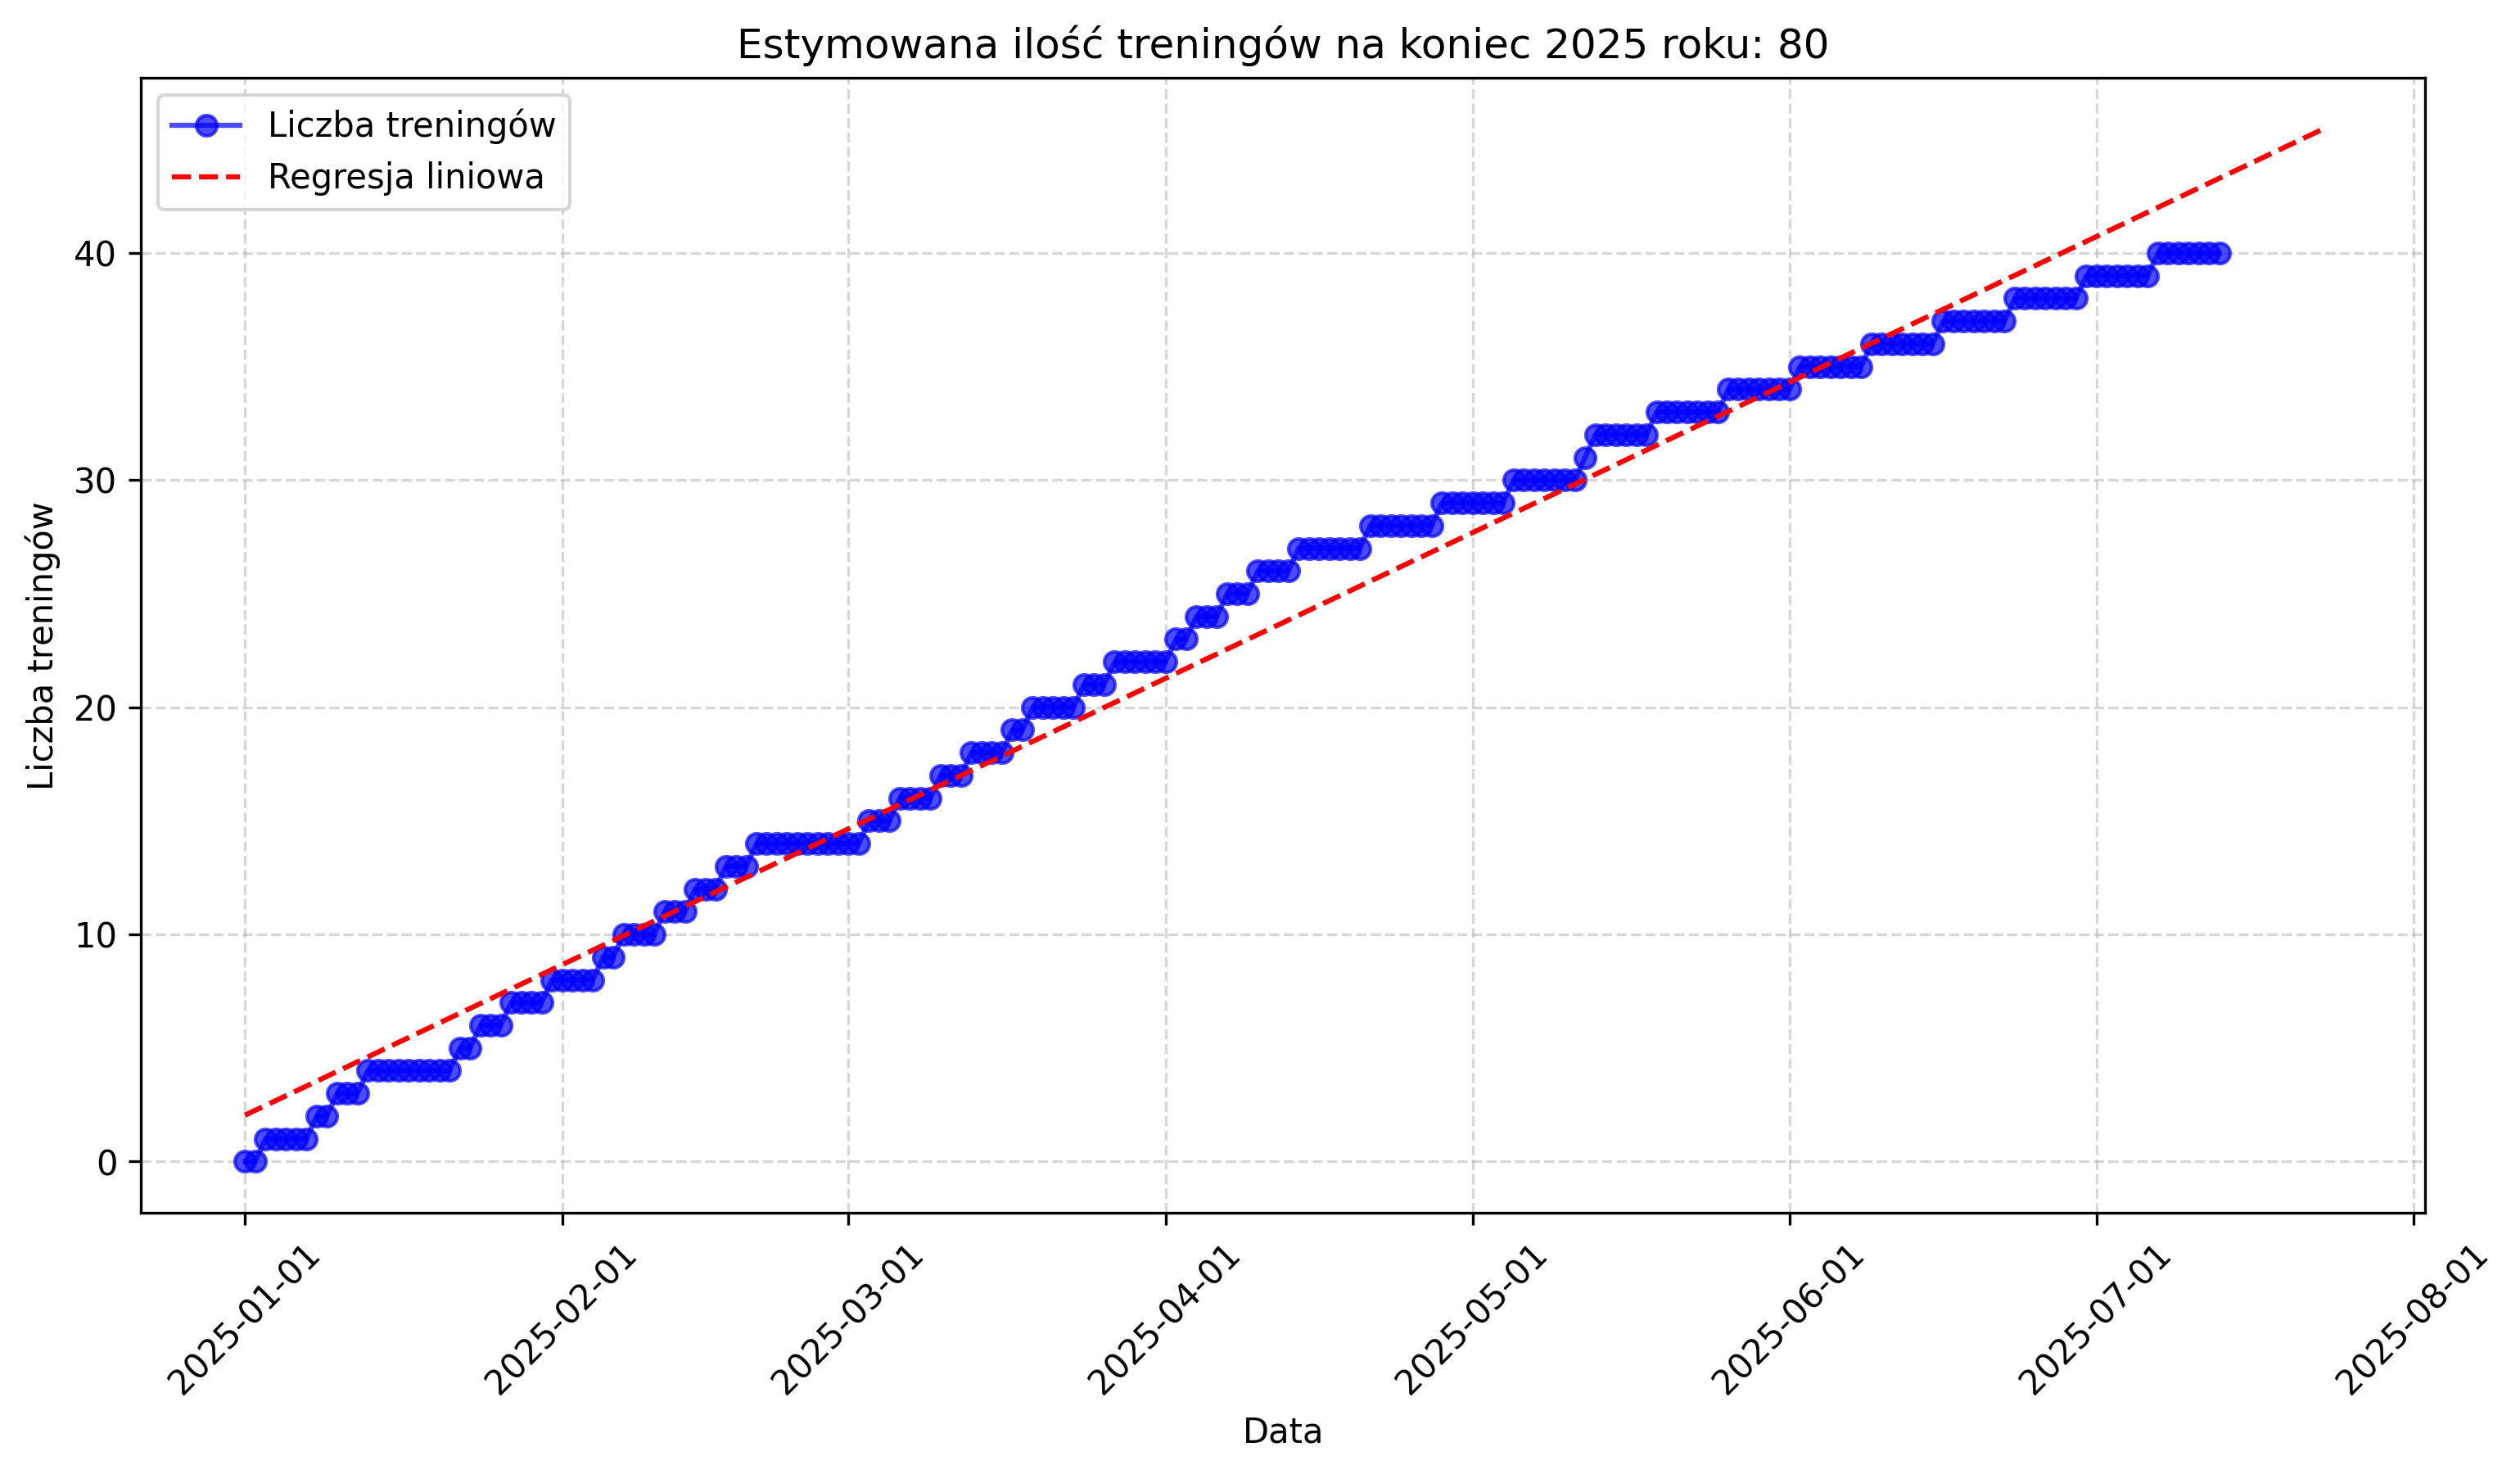 Estymowana ilość treningów na koniec 2025 roku: 80
Liczba treningów
Regresja liniowa
Liczba treningów
40
30
20
10
0
2025-01-01
2025-02-01
2025-03-01
2025-04-01
2025-05-01
2025-06-01
2025-07-01
2025-08-01
Data